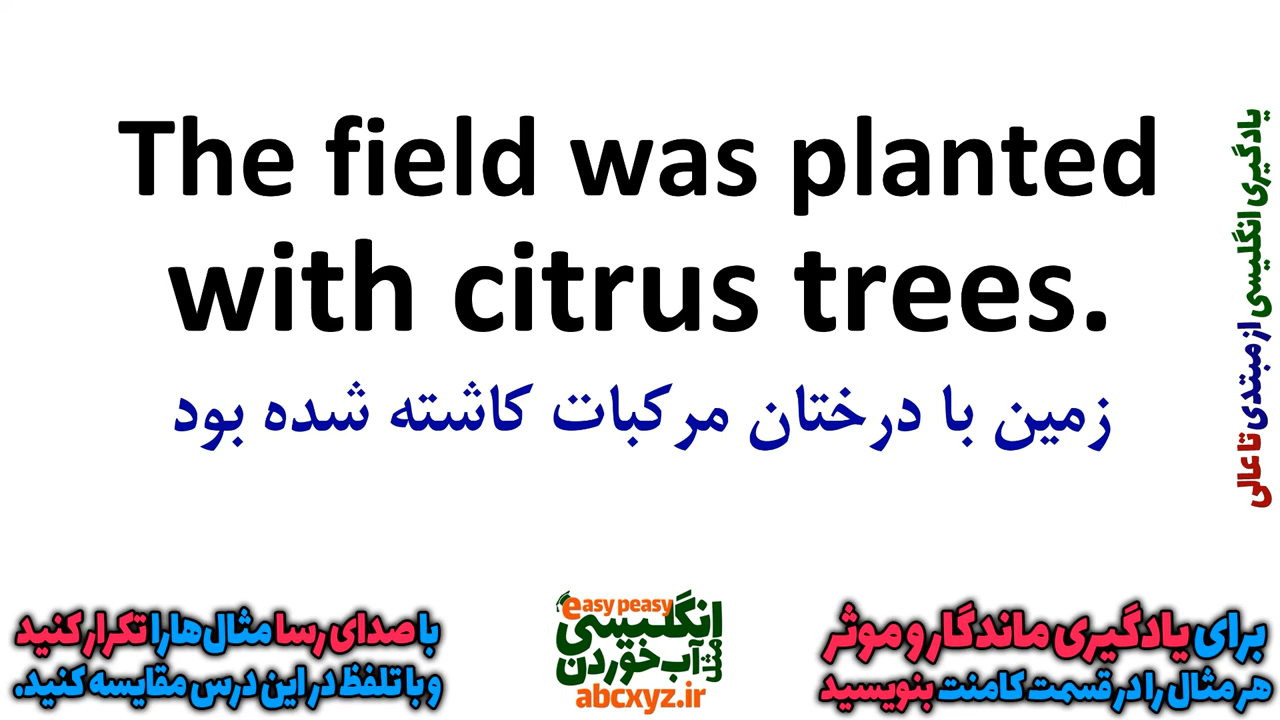 The field was planted
with citrus trees.
زمین با درختان مرکبات کاشته شده بود
یادگیری انگلیسی از مبتدی تا عالی
با صدای رسا مثال‌ها را تکرار کنید
و با تلفظ در این درس مقایسه کنید.
easy peasy
انگلیسی
مثل
آب خوردن
abcxyz.ir
برای یادگیری ماندگار و موثر
هر مثال را در قسمت کامنت بنویسید